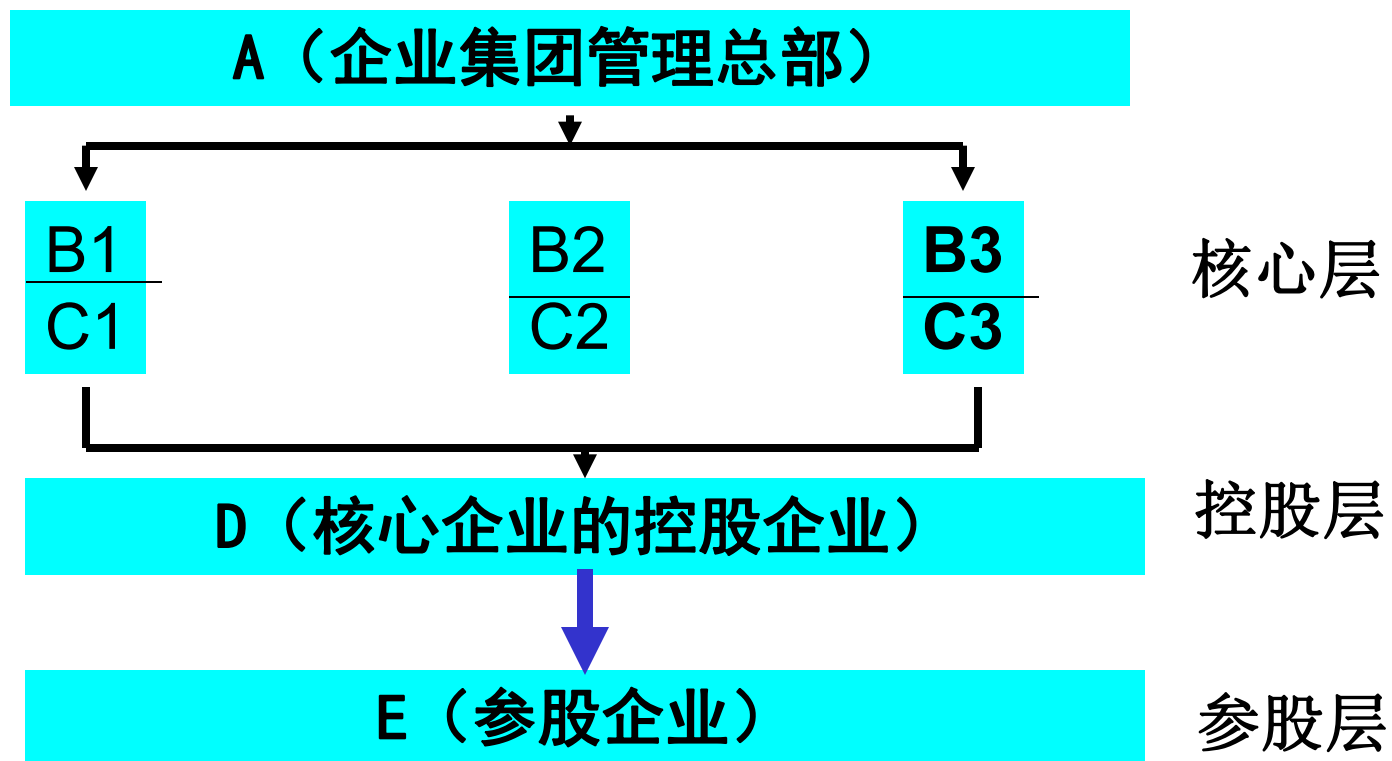 A（企业集团管理总部）
B1
C1
B2
C2
B3
C3
核心层
D（核心企业的控股企业）
控股层
E（参股企业）
参股层